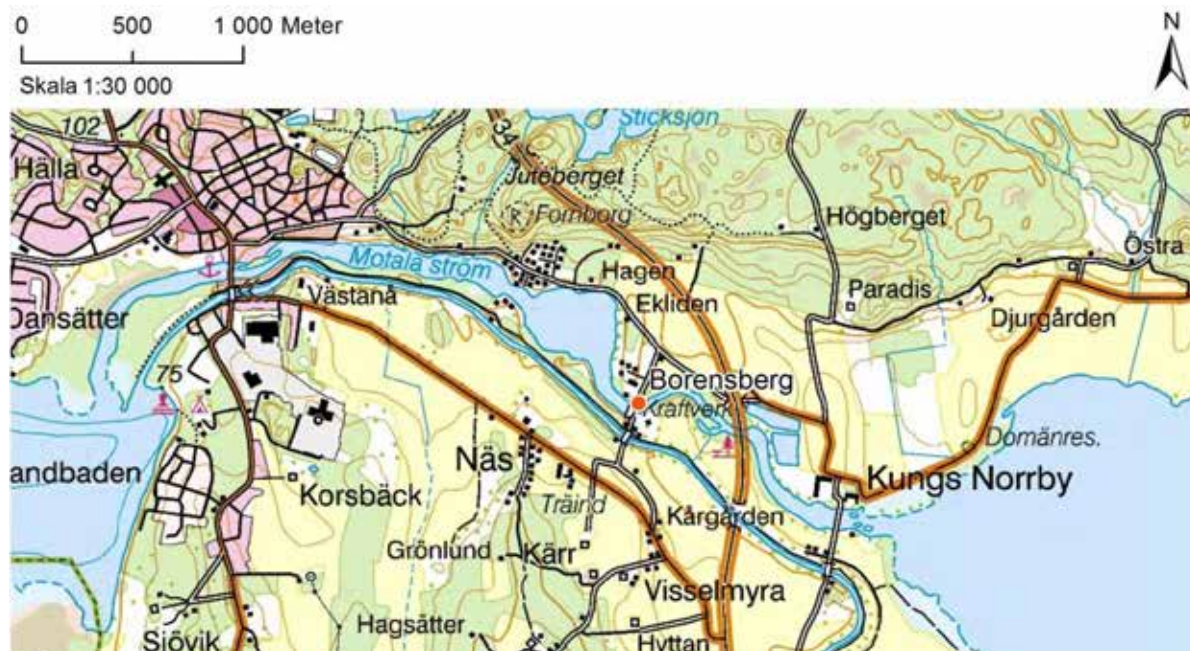 0 500 1 000 Meter
Skala 1:30 000
N
102
34
Sticksjön
Hälla
Juteberget
Fornborg
R
Högberget
Östra
Motala ström
Hagen
Västanå
Ekliden
Paradis
Dansätter
Djurgården
75
Borensberg
Kraftverk
Domänres.
andbaden
Näs
Kungs Norrby
Korsbäck
Träind
Kårgården
Grönlund
Kärr
Visselmyra
Hagsätter
Sjövik
Hyttan